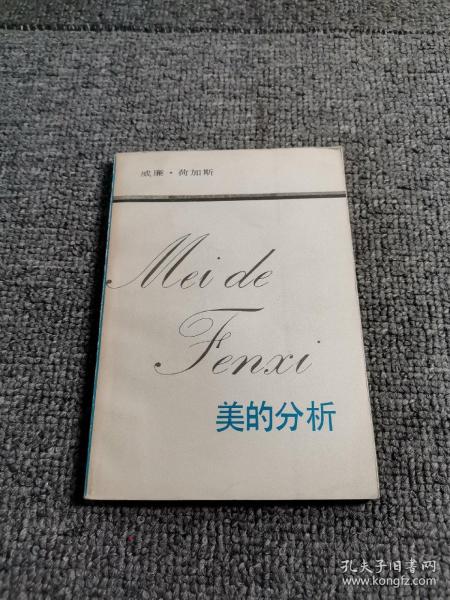 威廉·荷加斯
Mei de
Fenxi
美的分析
孔夫子旧书网
www.kongfz.com